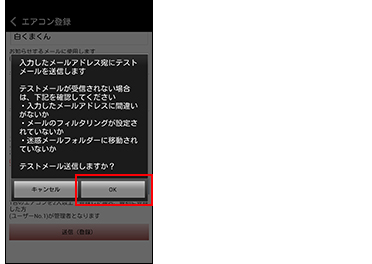 エアコン登録
白くまくん
お知らせするメールに使用します
入力したメールアドレス宛にテスト
メールを送信します
テストメールが受信されない場合
は、下記を確認してください
・入力したメールアドレスに間違い
がないか
・メールのフィルタリングが設定さ
れていないか
・迷惑メールフォルダーに移動され
ていないか
テストメール送信しますか？
キャンセル
OK
した方
(ユーザーNo.1)が管理者となります
送信（登録）